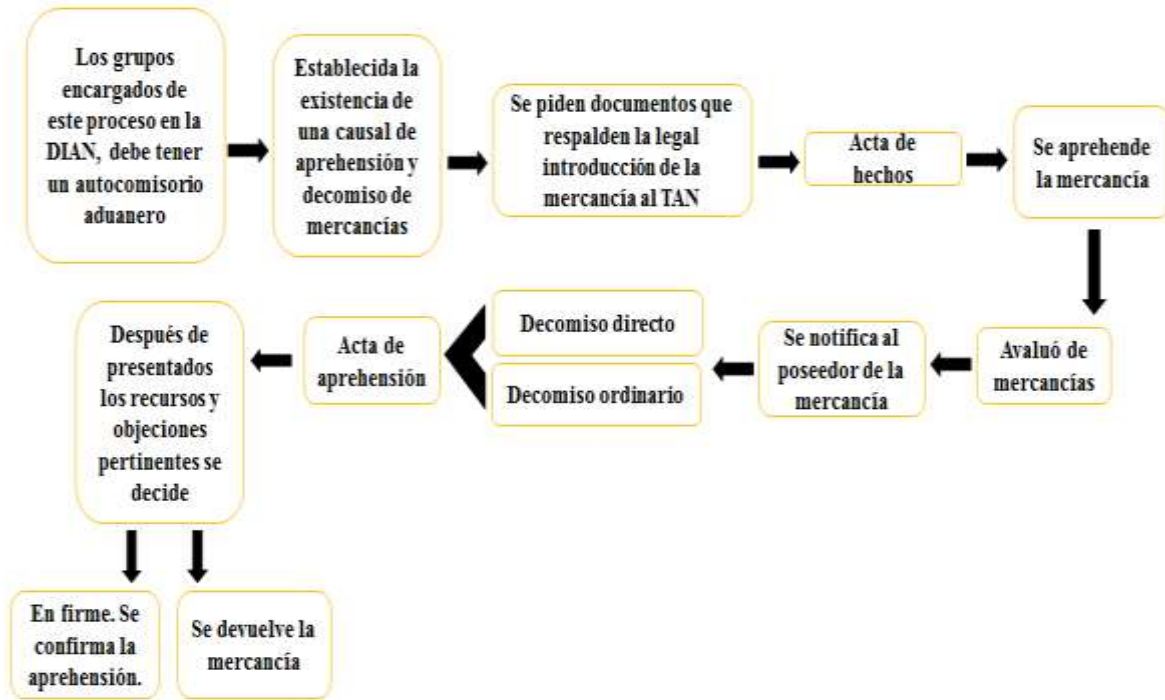 Los grupos
encargados de
este proceso en la
DIAN, debe tener
un autocomisorio
aduanero
Establecida la
existencia de
una causal de
aprehensión y
decomiso de
mercancías
Se piden documentos que
respalden la legal
introducción de la
mercancía al TAN
Acta de
hechos
Se aprehende
la mercancía
Avaluó de
mercancías
Se notifica al
poseedor de la
mercancía
Decomiso directo
Decomiso ordinario
Acta de
aprehensión
Después de
presentados
los recursos y
objeciones
pertinentes se
decide
En firme. Se
confirma la
aprehensión.
Se devuelve la
mercancía